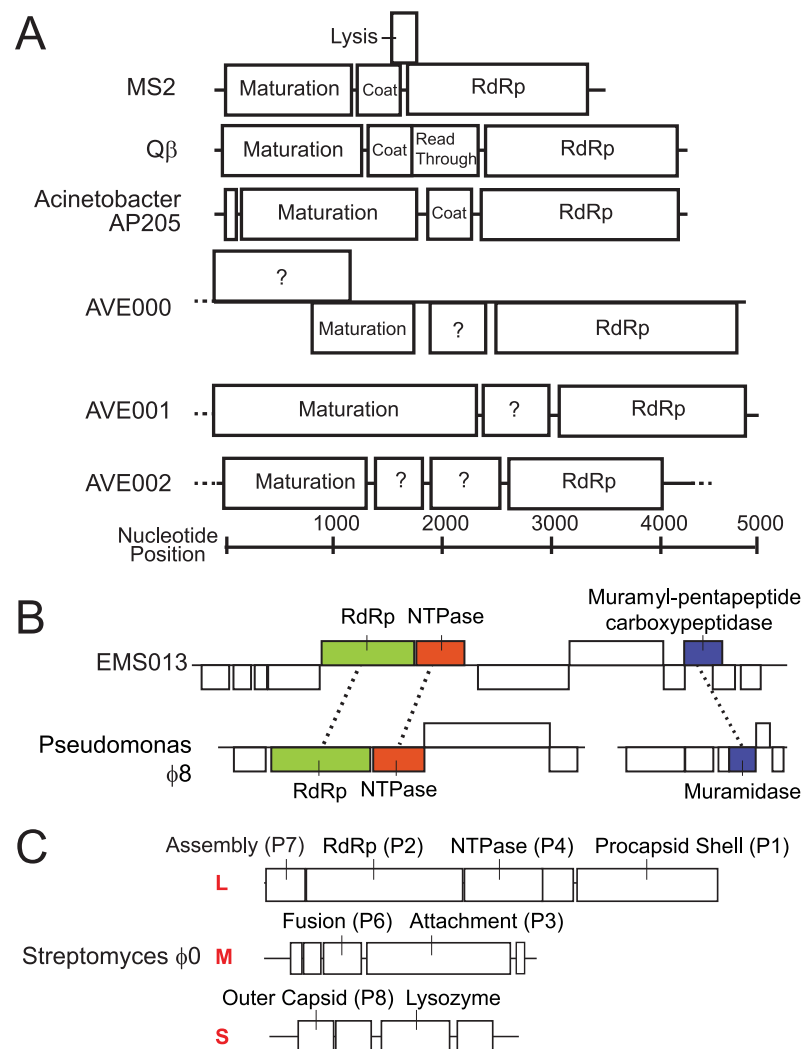 A
Lysis
MS2
Maturation
Coat
RdRp
Qβ
Maturation
Coat
Read
Through
RdRp
Acinetobacter
AP205
Maturation
Coat
RdRp
AVE000
?
Maturation
?
RdRp
AVE001
Maturation
?
RdRp
AVE002
Maturation
?
?
RdRp
Nucleotide
Position
1000 2000 3000 4000 5000
B
EMS013
RdRp
NTPase
Muramyl-pentapeptide
carboxypeptidase
Pseudomonas
ϕ8
RdRp
NTPase
Muramidase
C
Assembly (P7) RdRp (P2) NTPase (P4) Procapsid Shell (P1)
L
Fusion (P6) Attachment (P3)
Streptomyces ϕ0 M
Outer Capsid (P8) Lysozyme
S